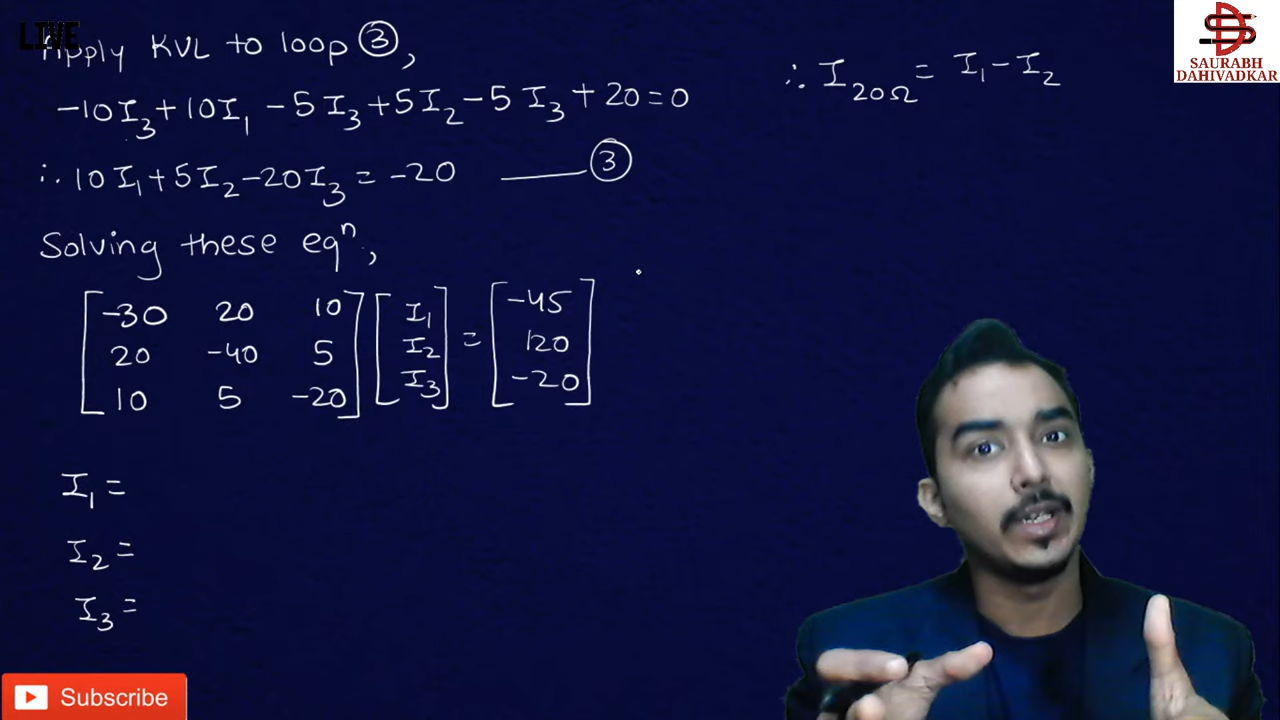 LIVE
Apply KVL to loop ③,
-10I₃+10I₁-5I₃+5I₂-5I₃+20=0
∴ 10I₁+5I₂-20I₃=-20 —— ③
Solving these eqⁿ,
[-30 20 10] [I₁] = [-45]
[20 -40 5] [I₂] [120]
[10 5 -20] [I₃] [-20]
I₁=
I₂=
I₃=
∴ I₂₀Ω = I₁-I₂
SAURABH
DAHIVADKAR
Subscribe